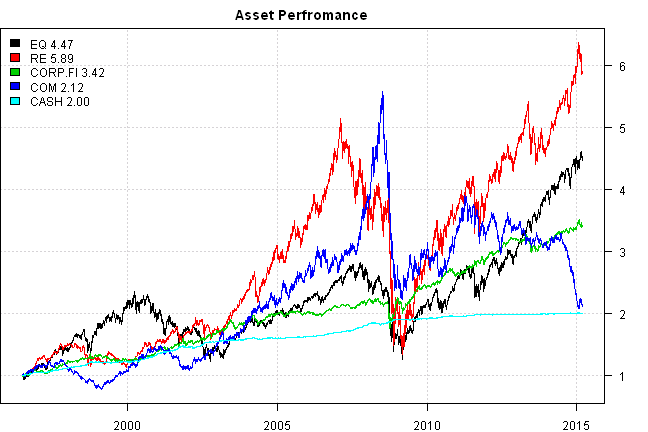 Asset Perfromance
EQ 4.47
RE 5.89
CORP.FI 3.42
COM 2.12
CASH 2.00
6
5
4
3
2
1
2000 2005 2010 2015